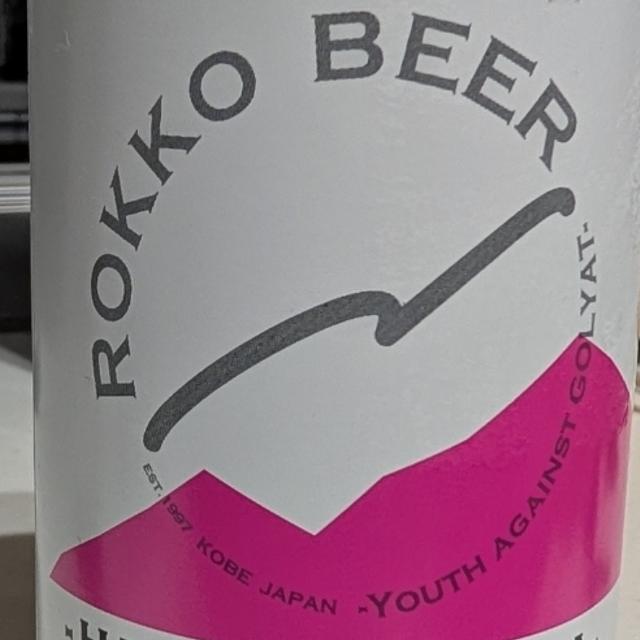 ROKKO BEER
EST. 1997 KOBE JAPAN -YOUTH AGAINST GOLYAT-